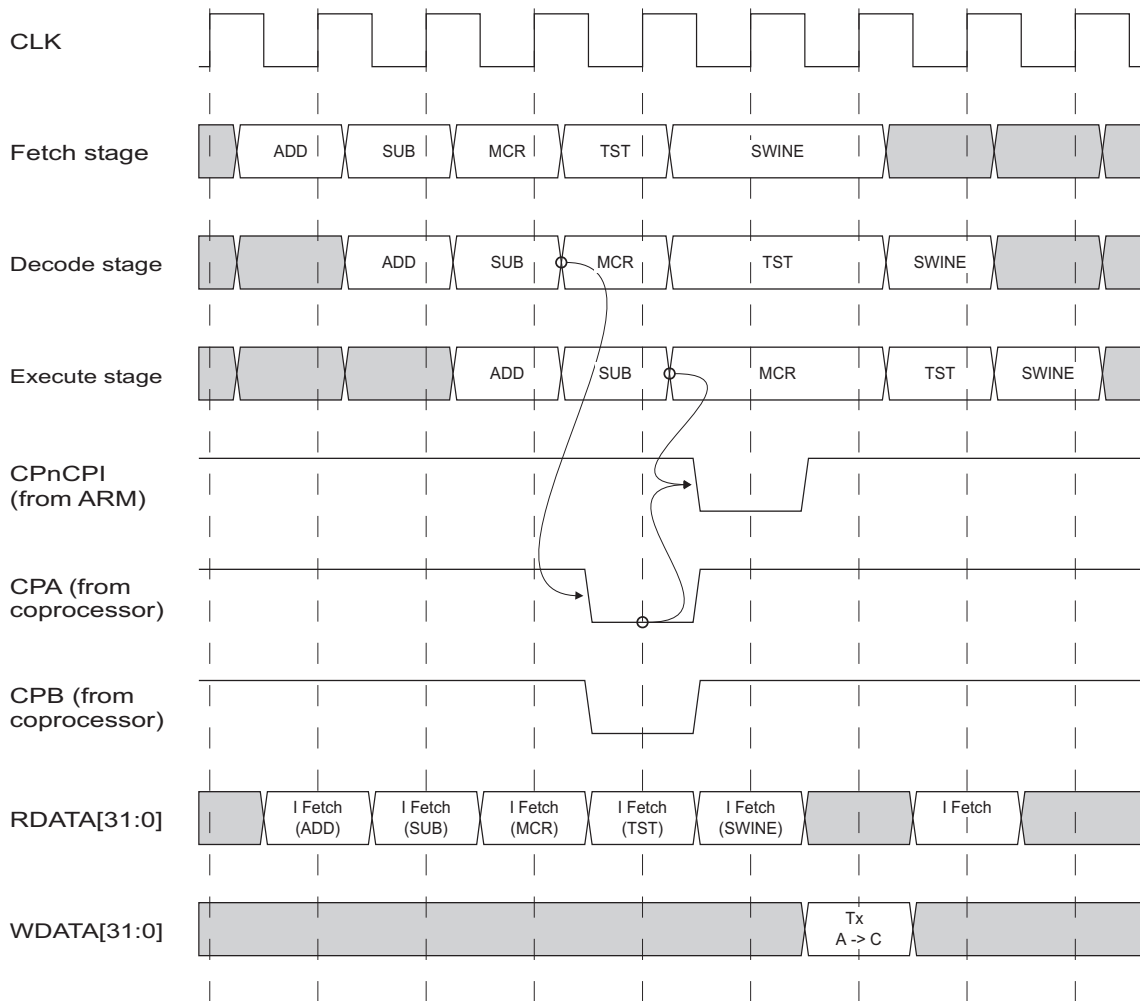 CLK
Fetch stage
ADD
SUB
MCR
TST
SWINE
Decode stage
ADD
SUB
MCR
TST
SWINE
Execute stage
ADD
SUB
MCR
TST
SWINE
CPnCPI
(from ARM)
CPA (from
coprocessor)
CPB (from
coprocessor)
RDATA[31:0]
I Fetch
(ADD)
I Fetch
(SUB)
I Fetch
(MCR)
I Fetch
(TST)
I Fetch
(SWINE)
I Fetch
WDATA[31:0]
Tx
A -> C